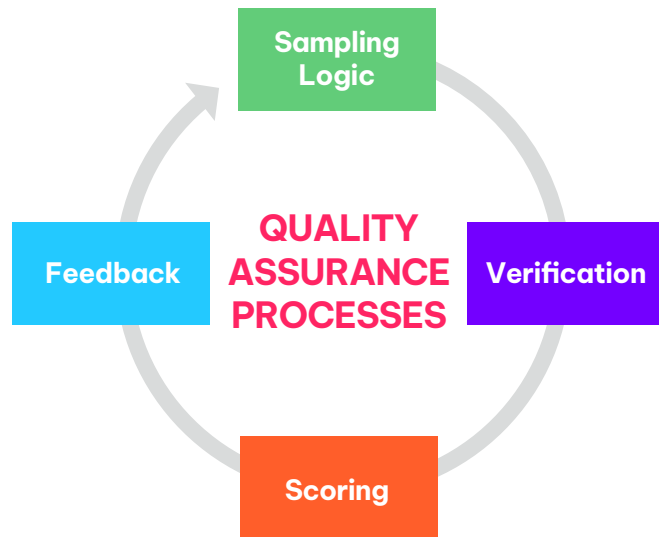 Sampling
Logic
QUALITY
ASSURANCE
PROCESSES
Feedback
Verification
Scoring